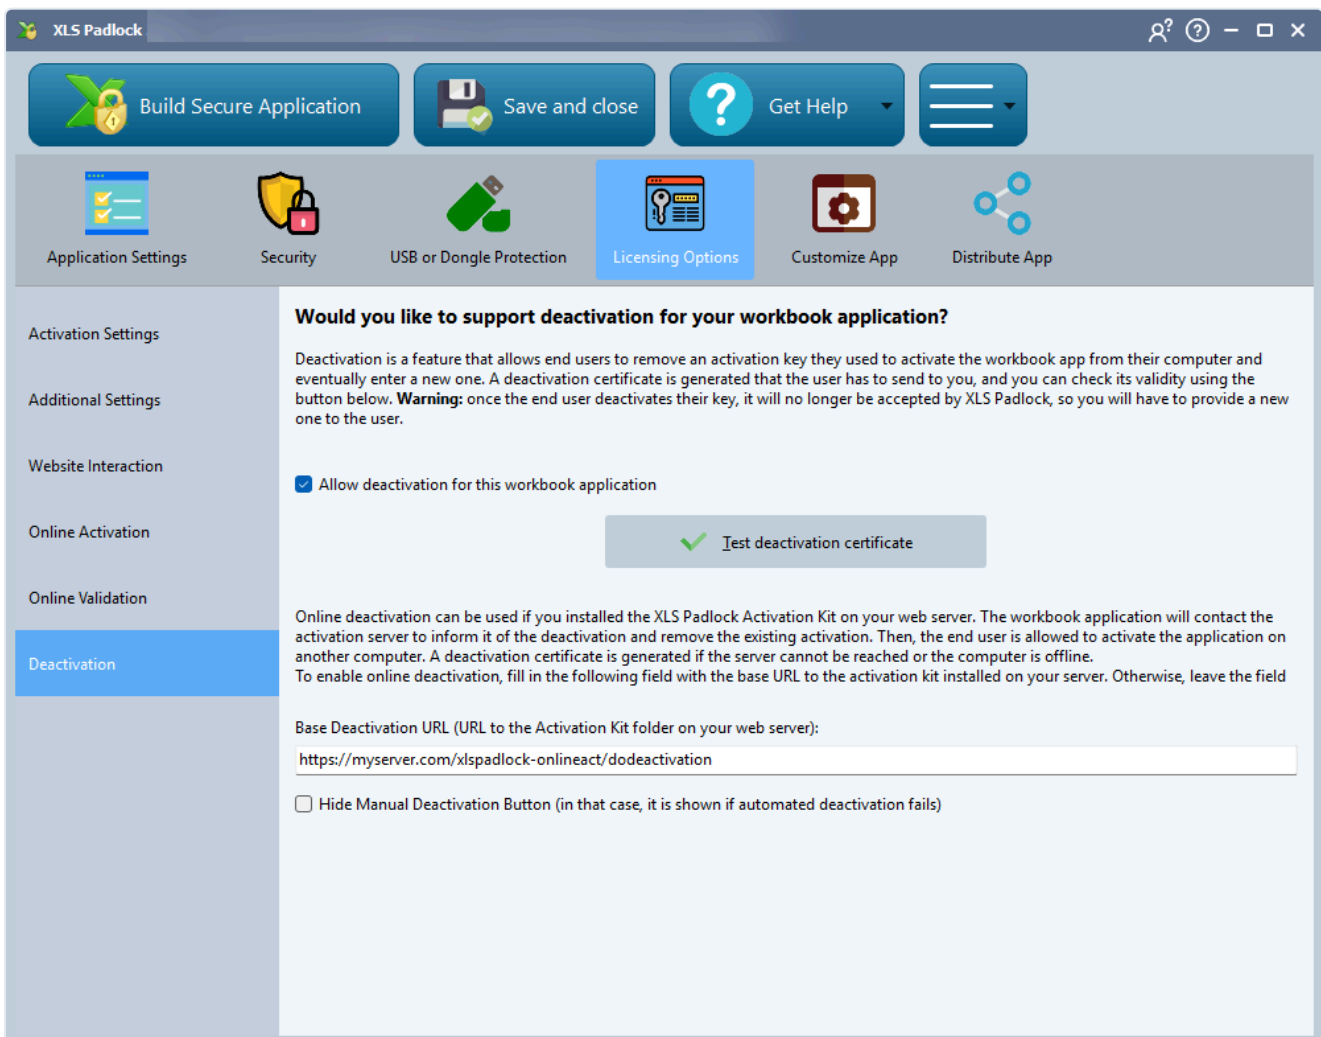 XLS Padlock
Build Secure Application
Save and close
Get Help
Application Settings
Security
USB or Dongle Protection
Licensing Options
Customize App
Distribute App
Activation Settings
Additional Settings
Website Interaction
Online Activation
Online Validation
Deactivation
Would you like to support deactivation for your workbook application?
Deactivation is a feature that allows end users to remove an activation key they used to activate the workbook app from their computer and
eventually enter a new one. A deactivation certificate is generated that the user has to send to you, and you can check its validity using the
button below. Warning: once the end user deactivates their key, it will no longer be accepted by XLS Padlock, so you will have to provide a new
one to the user.
Allow deactivation for this workbook application
Test deactivation certificate
Online deactivation can be used if you installed the XLS Padlock Activation Kit on your web server. The workbook application will contact the
activation server to inform it of the deactivation and remove the existing activation. Then, the end user is allowed to activate the application on
another computer. A deactivation certificate is generated if the server cannot be reached or the computer is offline.
To enable online deactivation, fill in the following field with the base URL to the activation kit installed on your server. Otherwise, leave the field
Base Deactivation URL (URL to the Activation Kit folder on your web server):
https://myserver.com/xlspadlock-onlineact/dodeactivation
Hide Manual Deactivation Button (in that case, it is shown if automated deactivation fails)